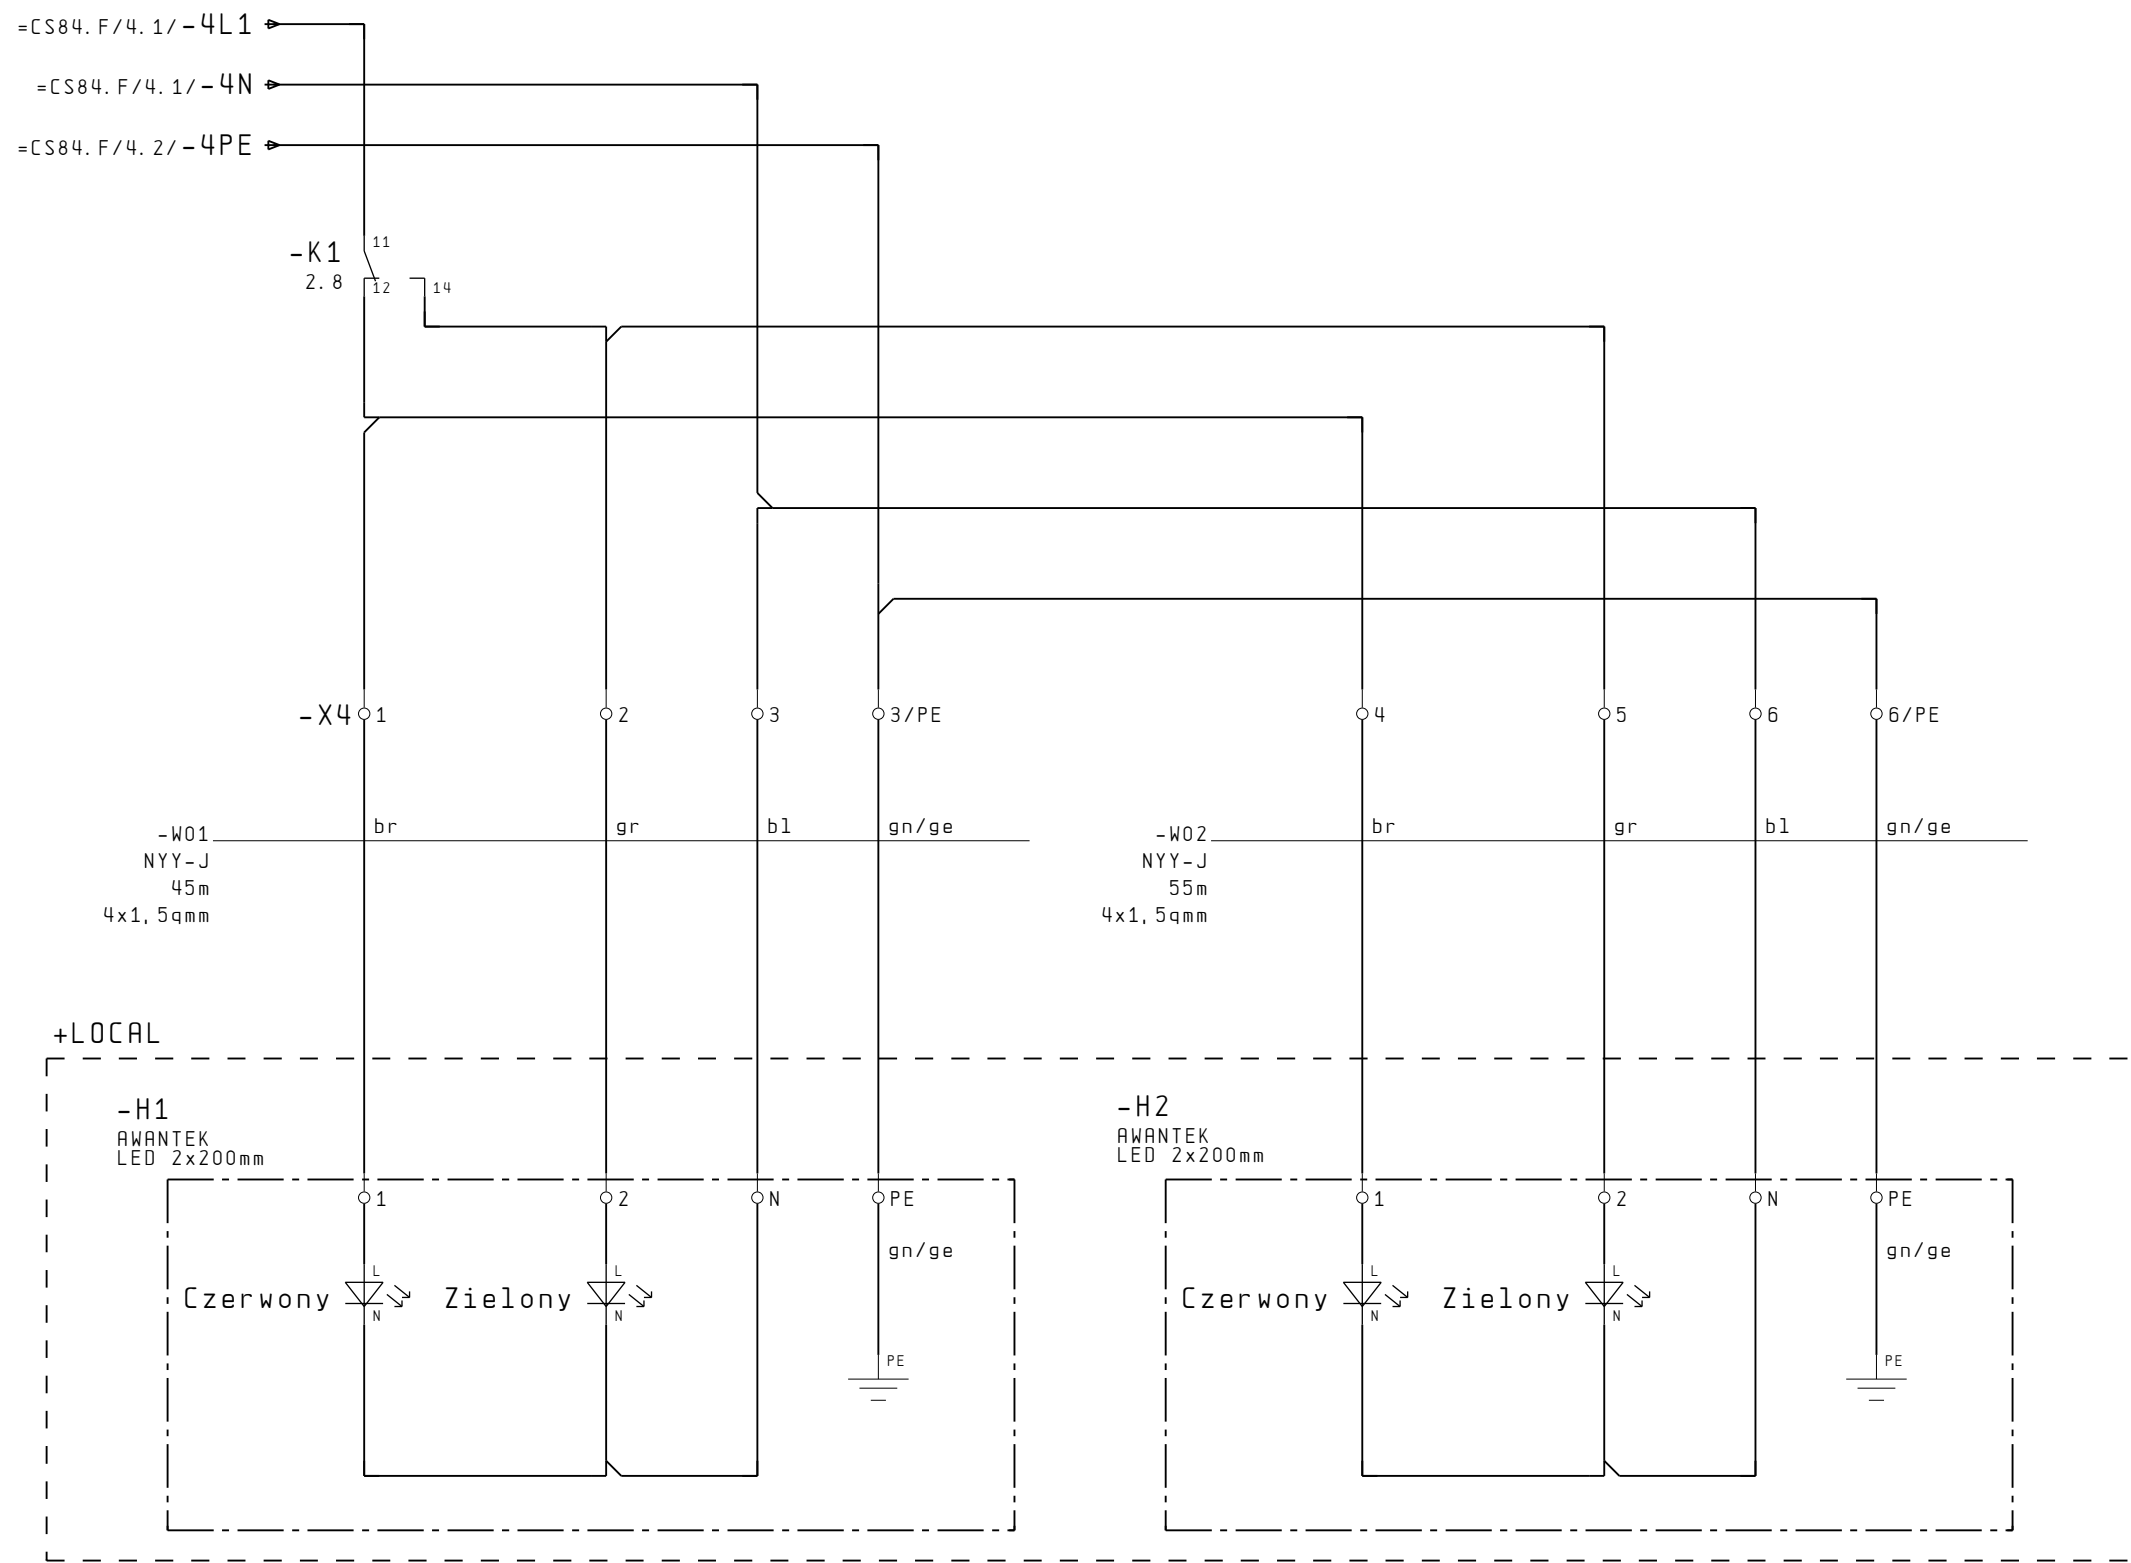 =CS84.F/4.1/-4L1
=CS84.F/4.1/-4N
=CS84.F/4.2/-4PE
-K1
2.8
11
12
14
-X4
1
2
3
3/PE
4
5
6
6/PE
-W01
NYY-J
45m
4x1,5qmm
br
gr
bl
gn/ge
-W02
NYY-J
55m
4x1,5qmm
br
gr
bl
gn/ge
+LOCAL
-H1
AWANTEK
LED 2x200mm
1
2
N
PE
gn/ge
Czerwony
L
N
Zielony
L
N
PE
-H2
AWANTEK
LED 2x200mm
1
2
N
PE
gn/ge
Czerwony
L
N
Zielony
L
N
PE